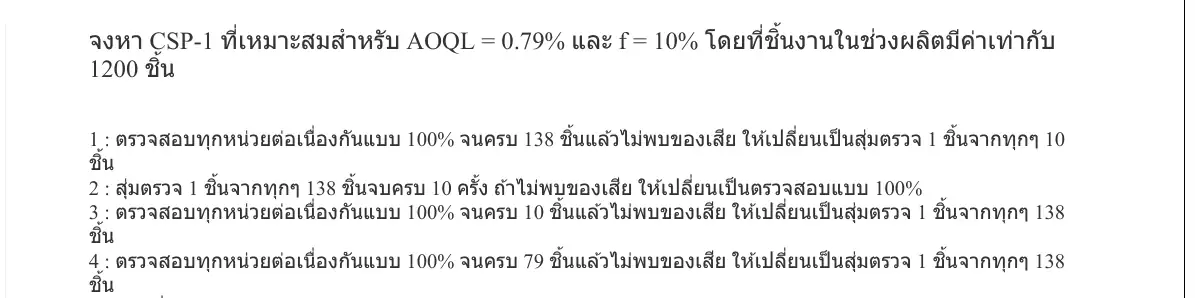 จงหา CSP-1 ที่เหมาะสมสำหรับ AOQL = 0.79% และ f = 10% โดยที่ชิ้นงานในช่วงผลิตมีค่าเท่ากับ
1200 ชิ้น
1 : ตรวจสอบทุกหน่วยต่อเนื่องกันแบบ 100% จนครบ 138 ชิ้นแล้วไม่พบของเสีย ให้เปลี่ยนเป็นสุ่มตรวจ 1 ชิ้นจากทุกๆ 10
ชิ้น
2 : สุ่มตรวจ 1 ชิ้นจากทุกๆ 138 ชิ้นจบครบ 10 ครั้ง ถ้าไม่พบของเสีย ให้เปลี่ยนเป็นตรวจสอบแบบ 100%
3 : ตรวจสอบทุกหน่วยต่อเนื่องกันแบบ 100% จนครบ 10 ชิ้นแล้วไม่พบของเสีย ให้เปลี่ยนเป็นสุ่มตรวจ 1 ชิ้นจากทุกๆ 138
ชิ้น
4 : ตรวจสอบทุกหน่วยต่อเนื่องกันแบบ 100% จนครบ 79 ชิ้นแล้วไม่พบของเสีย ให้เปลี่ยนเป็นสุ่มตรวจ 1 ชิ้นจากทุกๆ 138
ชิ้น